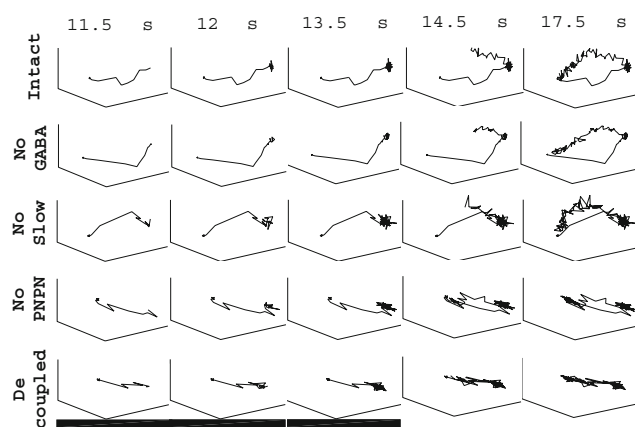 11.5 s 12 s 13.5 s 14.5 s 17.5 s
Intact
No
GABA
No
Slow
No
PNPN
De
coupled